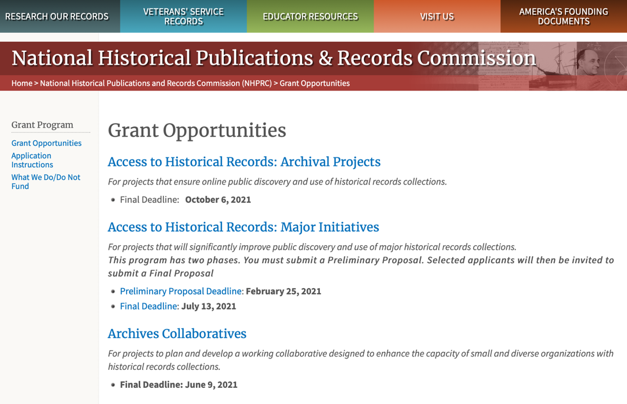 RESEARCH OUR RECORDS
VETERANS' SERVICE
RECORDS
EDUCATOR RESOURCES
VISIT US
AMERICA'S FOUNDING
DOCUMENTS
National Historical Publications & Records Commission
Home > National Historical Publications and Records Commission (NHPRC) > Grant Opportunities
Grant Program
Grant Opportunities
Application
Instructions
What We Do/Do Not
Fund
Grant Opportunities
Access to Historical Records: Archival Projects
For projects that ensure online public discovery and use of historical records collections.
• Final Deadline: October 6, 2021
Access to Historical Records: Major Initiatives
For projects that will significantly improve public discovery and use of major historical records collections.
This program has two phases. You must submit a Preliminary Proposal. Selected applicants will then be invited to
submit a Final Proposal
• Preliminary Proposal Deadline: February 25, 2021
• Final Deadline: July 13, 2021
Archives Collaboratives
For projects to plan and develop a working collaborative designed to enhance the capacity of small and diverse organizations with
historical records collections.
• Final Deadline: June 9, 2021